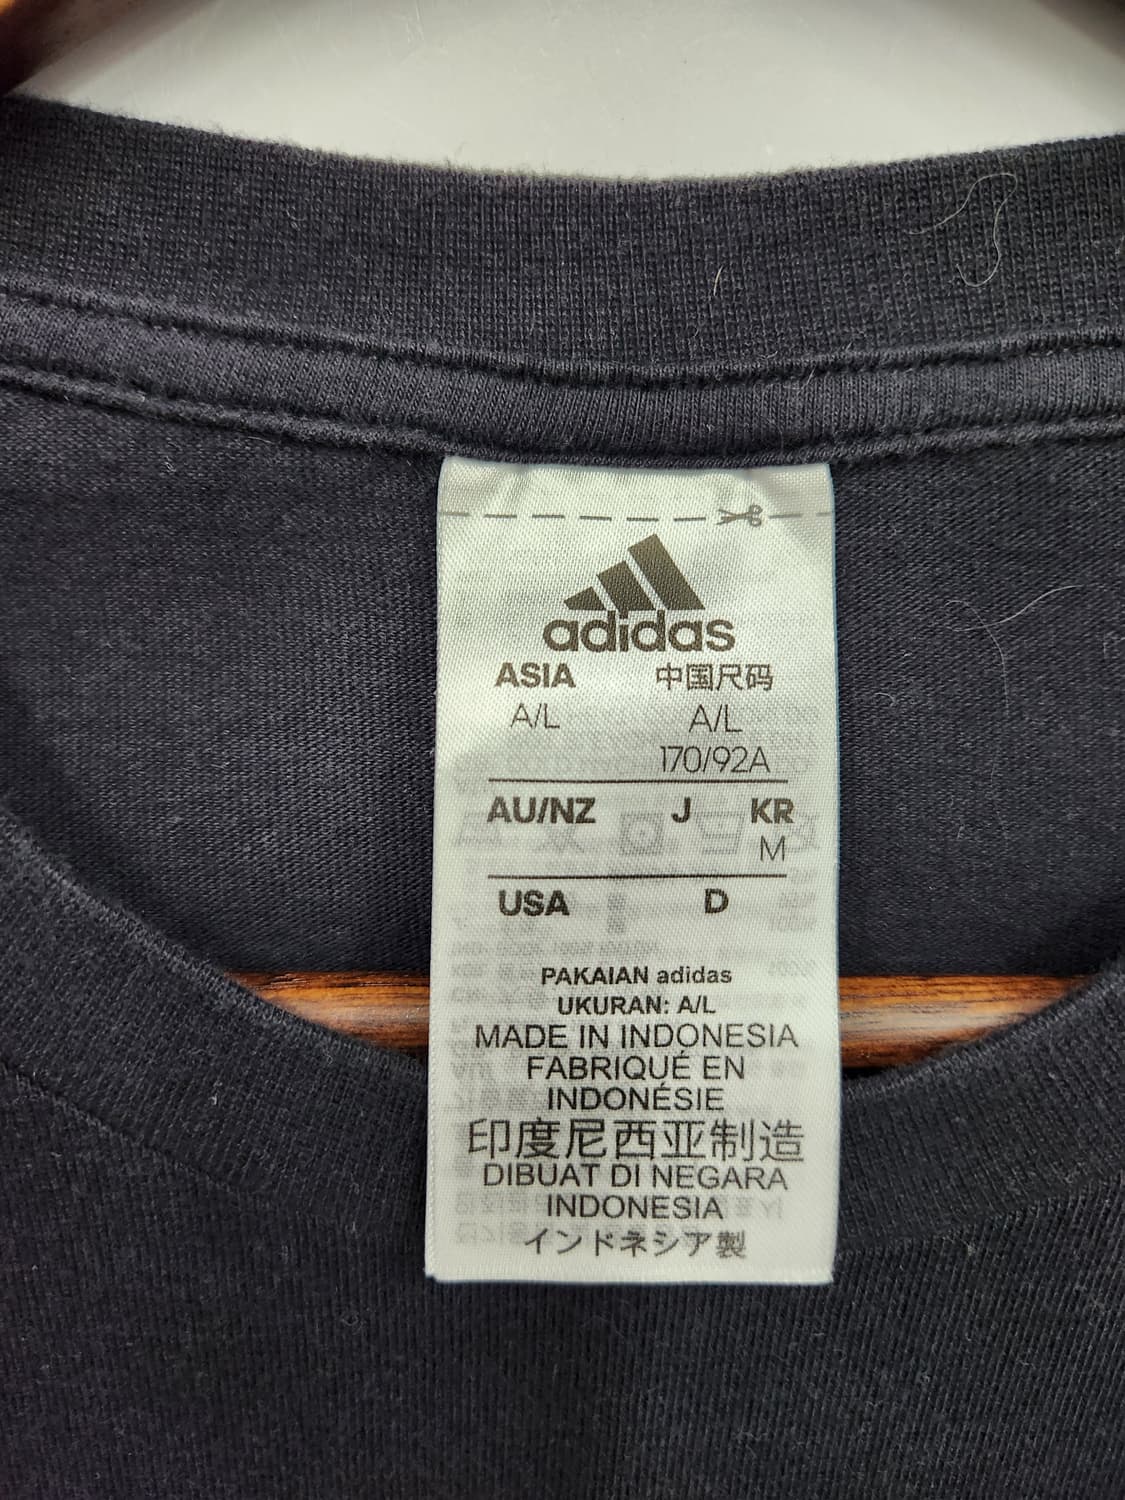 adidas
ASIA 中国尺码
A/L A/L
170/92A
AU/NZ J KR
M
USA D
PAKAIAN adidas
UKURAN: A/L
MADE IN INDONESIA
FABRIQUÉ EN
INDONÉSIE
印度尼西亚制造
DIBUAT DI NEGARA
INDONESIA
インドネシア製